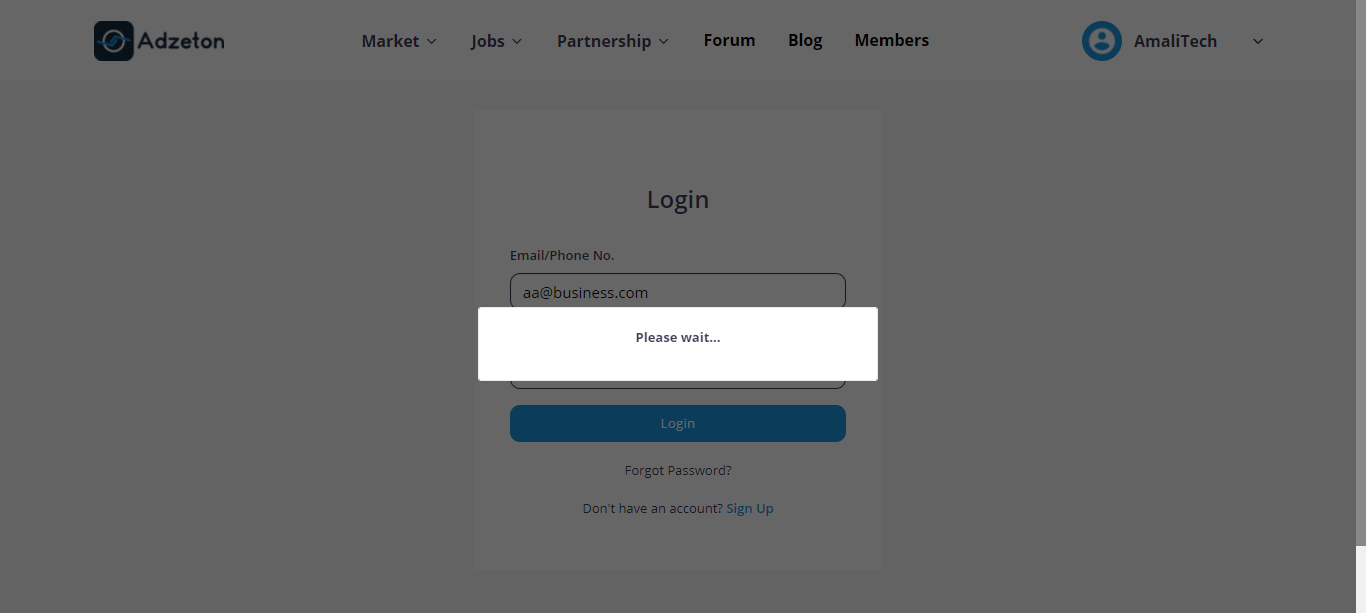 Adzeton
Market Jobs Partnership Forum Blog Members AmaliTech
Login
Email/Phone No.
aa@business.com
Please wait...
Login
Forgot Password?
Don't have an account? Sign Up